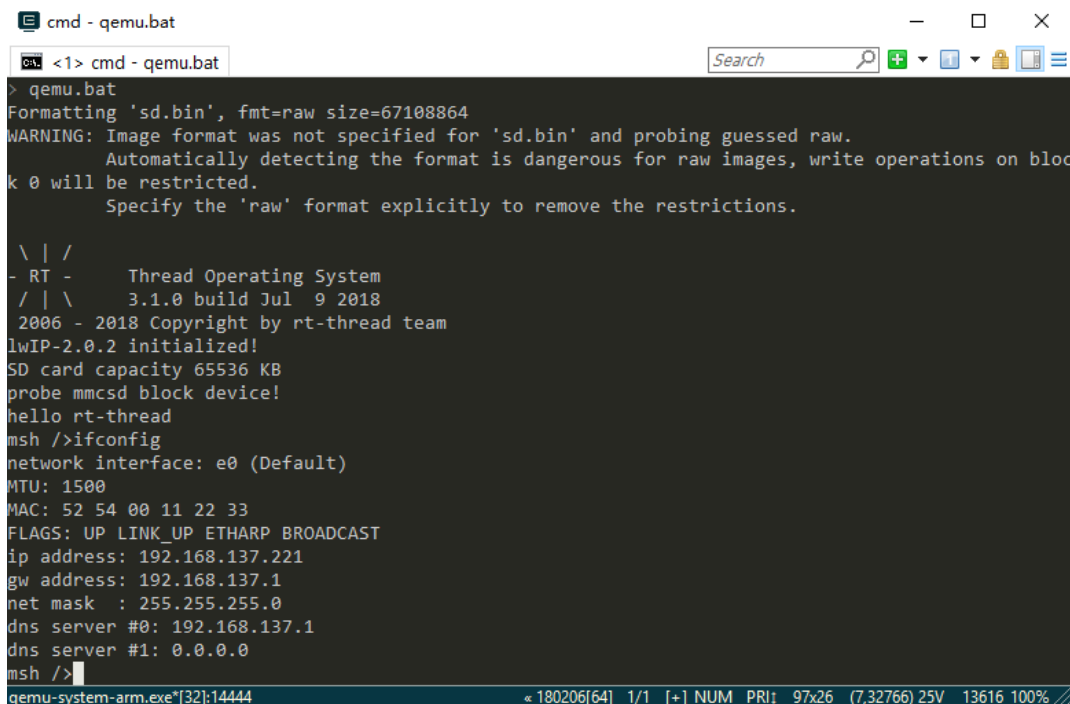 cmd - qemu.bat
<1> cmd - qemu.bat
Search
> qemu.bat
Formatting 'sd.bin', fmt=raw size=67108864
WARNING: Image format was not specified for 'sd.bin' and probing guessed raw.
         Automatically detecting the format is dangerous for raw images, write operations on bloc
k 0 will be restricted.
         Specify the 'raw' format explicitly to remove the restrictions.
 \ | /
- RT -     Thread Operating System
 / | \     3.1.0 build Jul  9 2018
 2006 - 2018 Copyright by rt-thread team
lwIP-2.0.2 initialized!
SD card capacity 65536 KB
probe mmcsd block device!
hello rt-thread
msh />ifconfig
network interface: e0 (Default)
MTU: 1500
MAC: 52 54 00 11 22 33
FLAGS: UP LINK_UP ETHARP BROADCAST
ip address: 192.168.137.221
gw address: 192.168.137.1
net mask  : 255.255.255.0
dns server #0: 192.168.137.1
dns server #1: 0.0.0.0
msh />
qemu-system-arm.exe*[32]:14444 « 180206[64] 1/1 [+] NUM PRI↕ 97x26 (7,32766) 25V 13616 100%